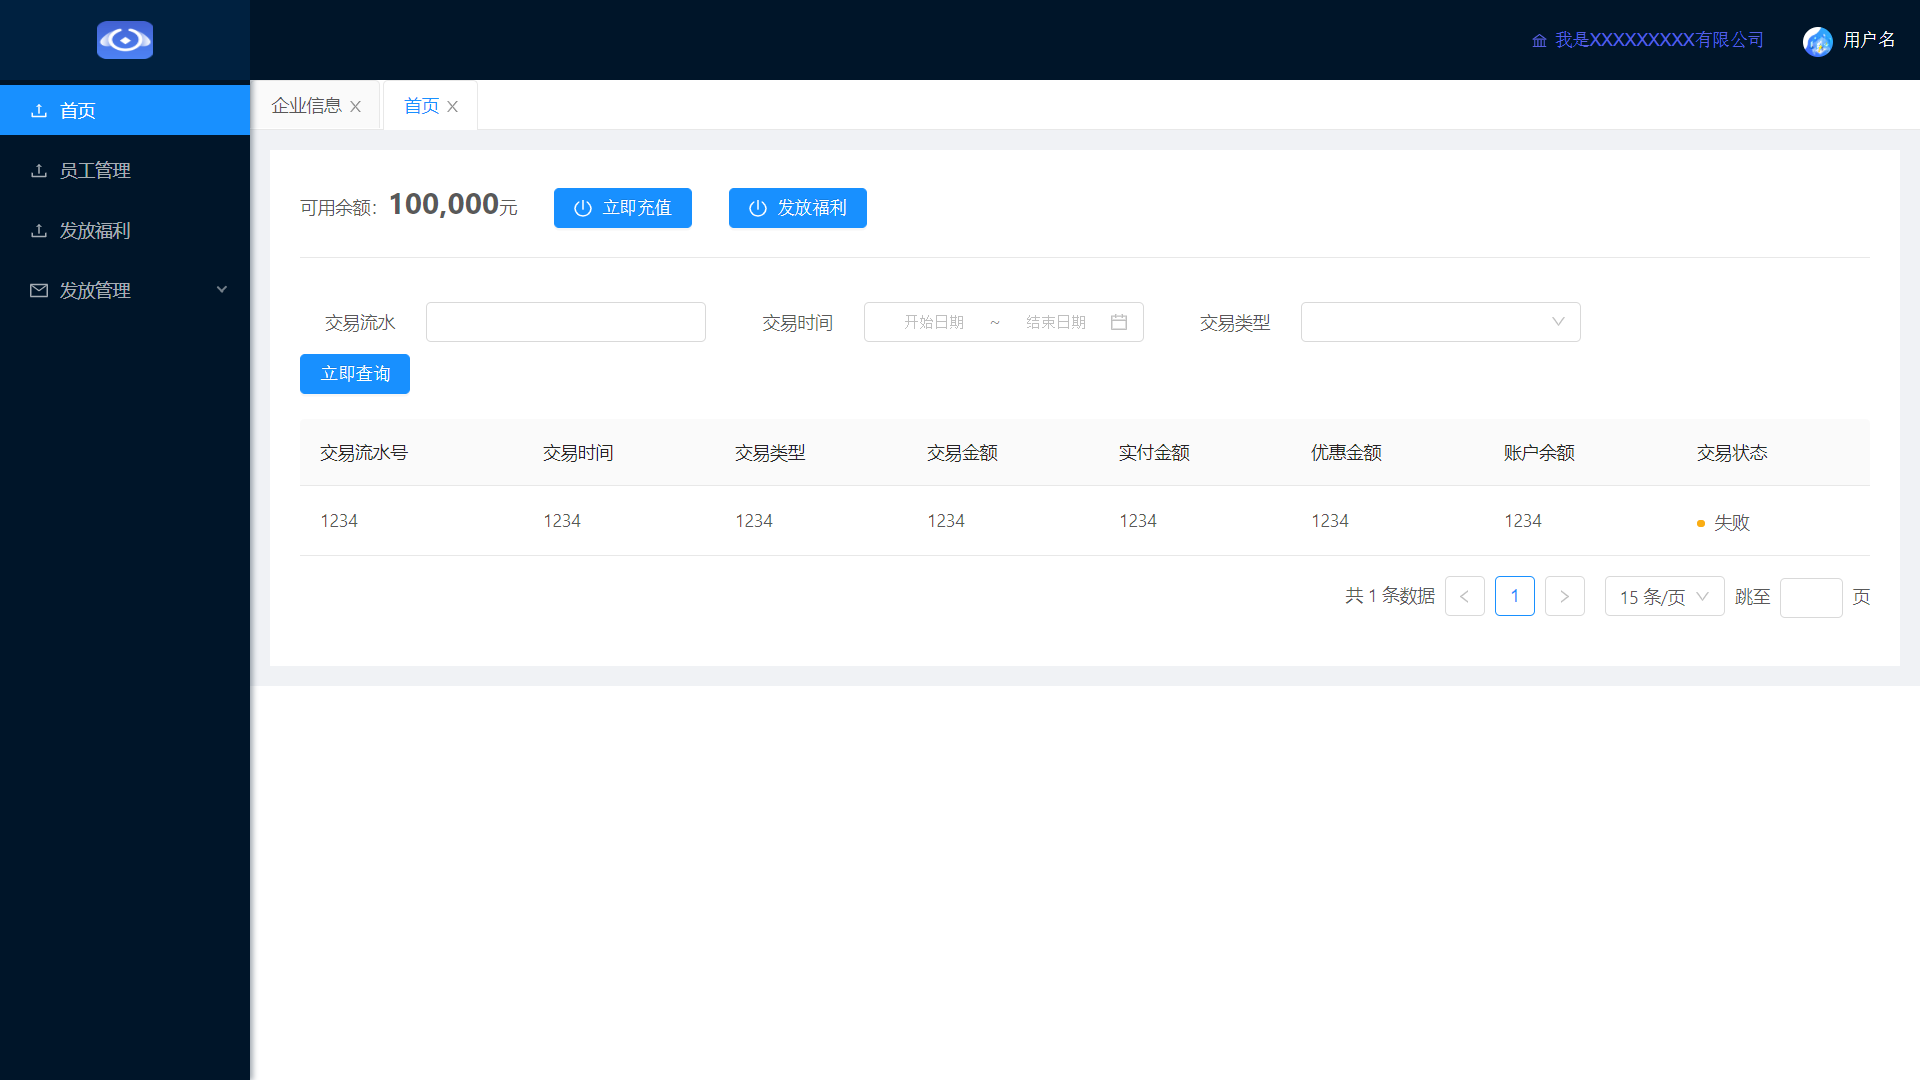 我是XXXXXXXXX有限公司 用户名
首页
员工管理
发放福利
发放管理
企业信息 首页
可用余额: 100,000元 立即充值 发放福利
交易流水 交易时间 开始日期 ~ 结束日期 交易类型
立即查询
交易流水号 交易时间 交易类型 交易金额 实付金额 优惠金额 账户余额 交易状态
1234 1234 1234 1234 1234 1234 1234 失败
共 1 条数据 < 1 > 15 条/页 跳至 页